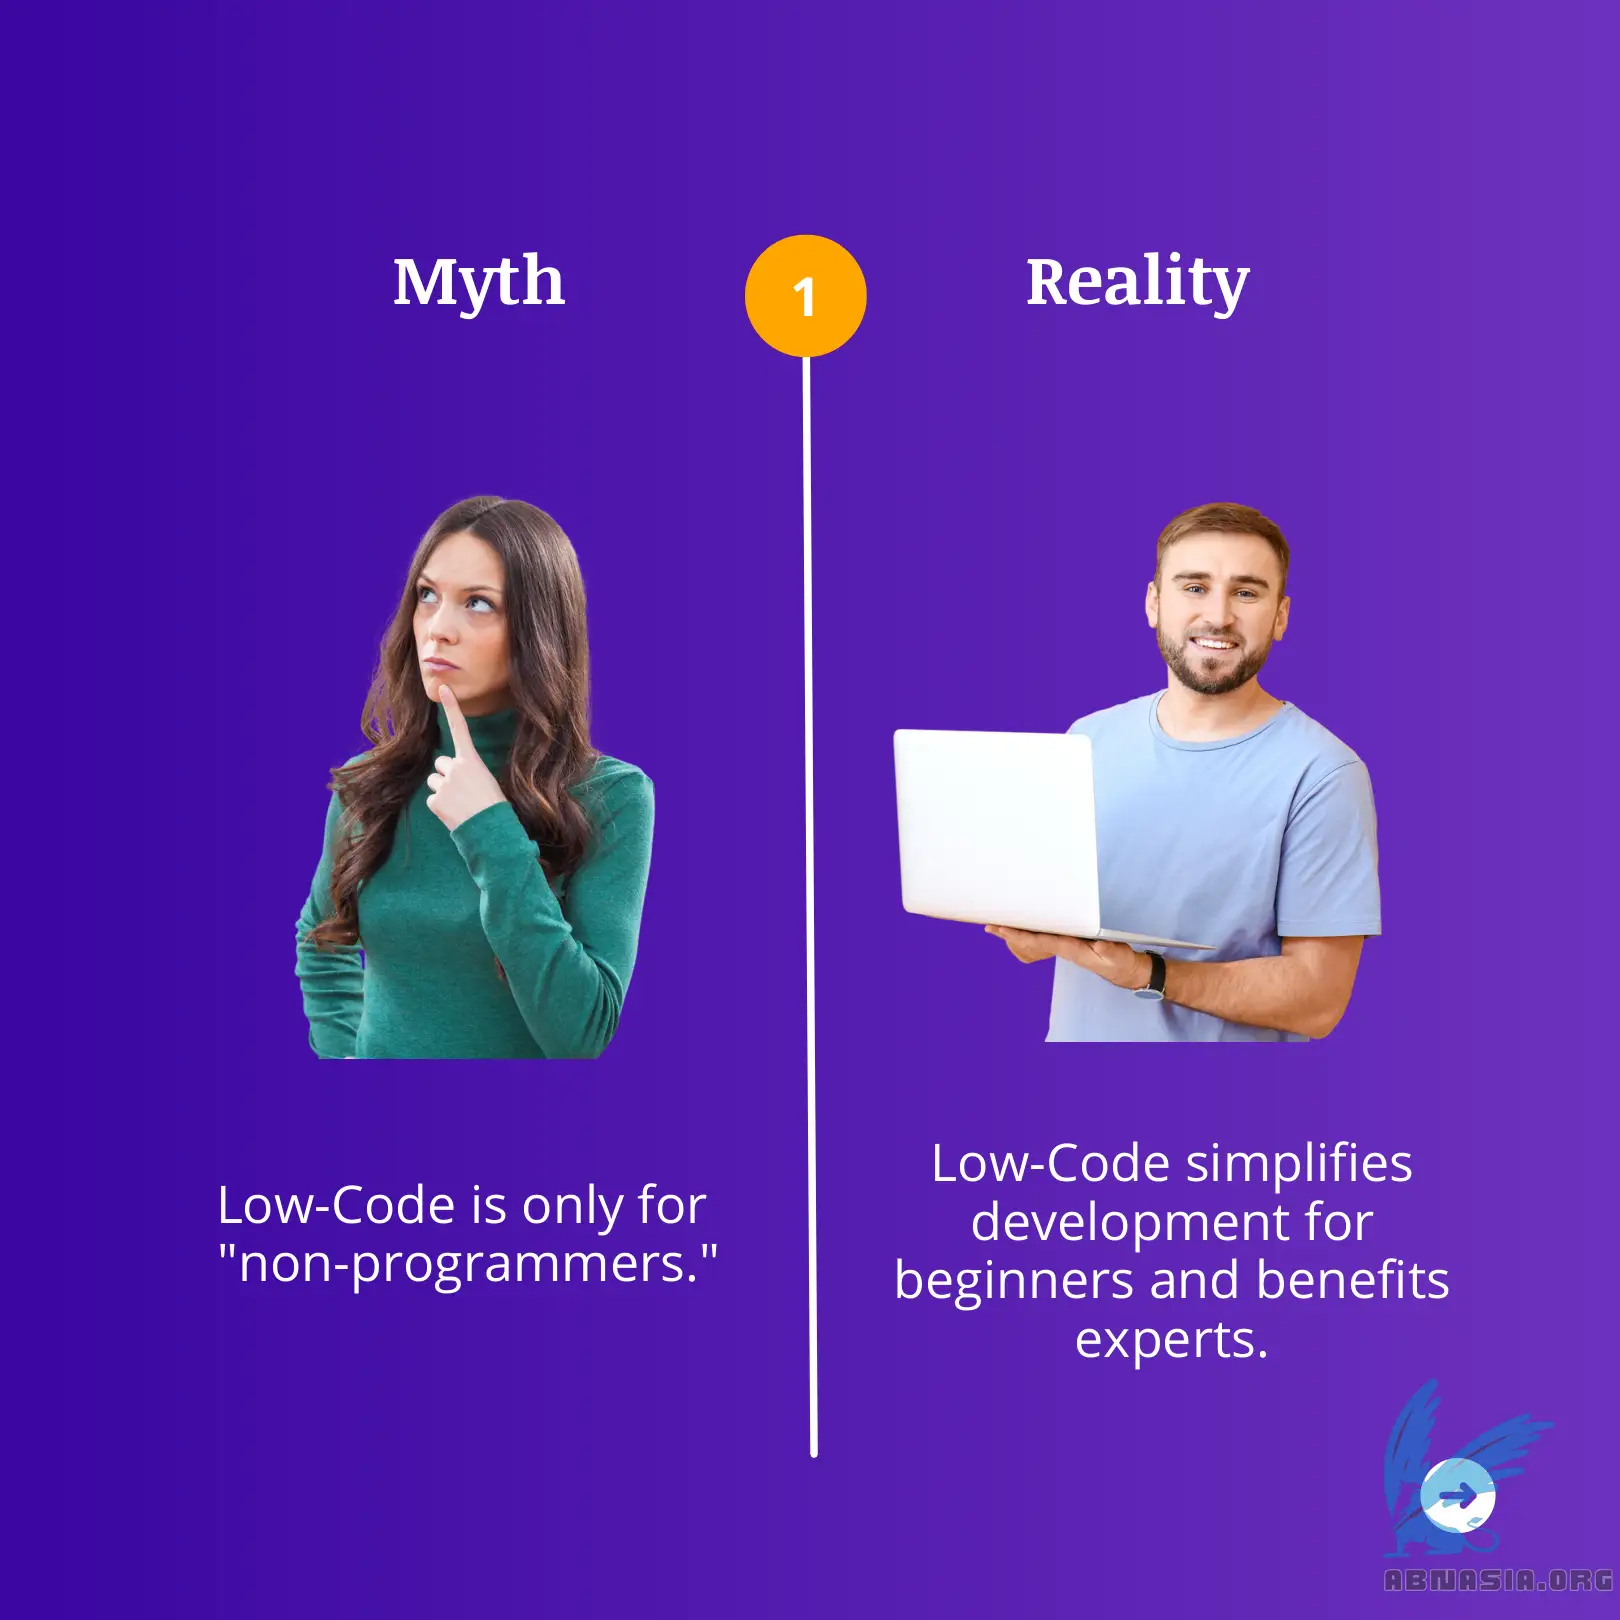 Myth
1
Reality
Low-Code is only for
"non-programmers."
Low-Code simplifies
development for
beginners and benefits
experts.
ABNASIA.ORG